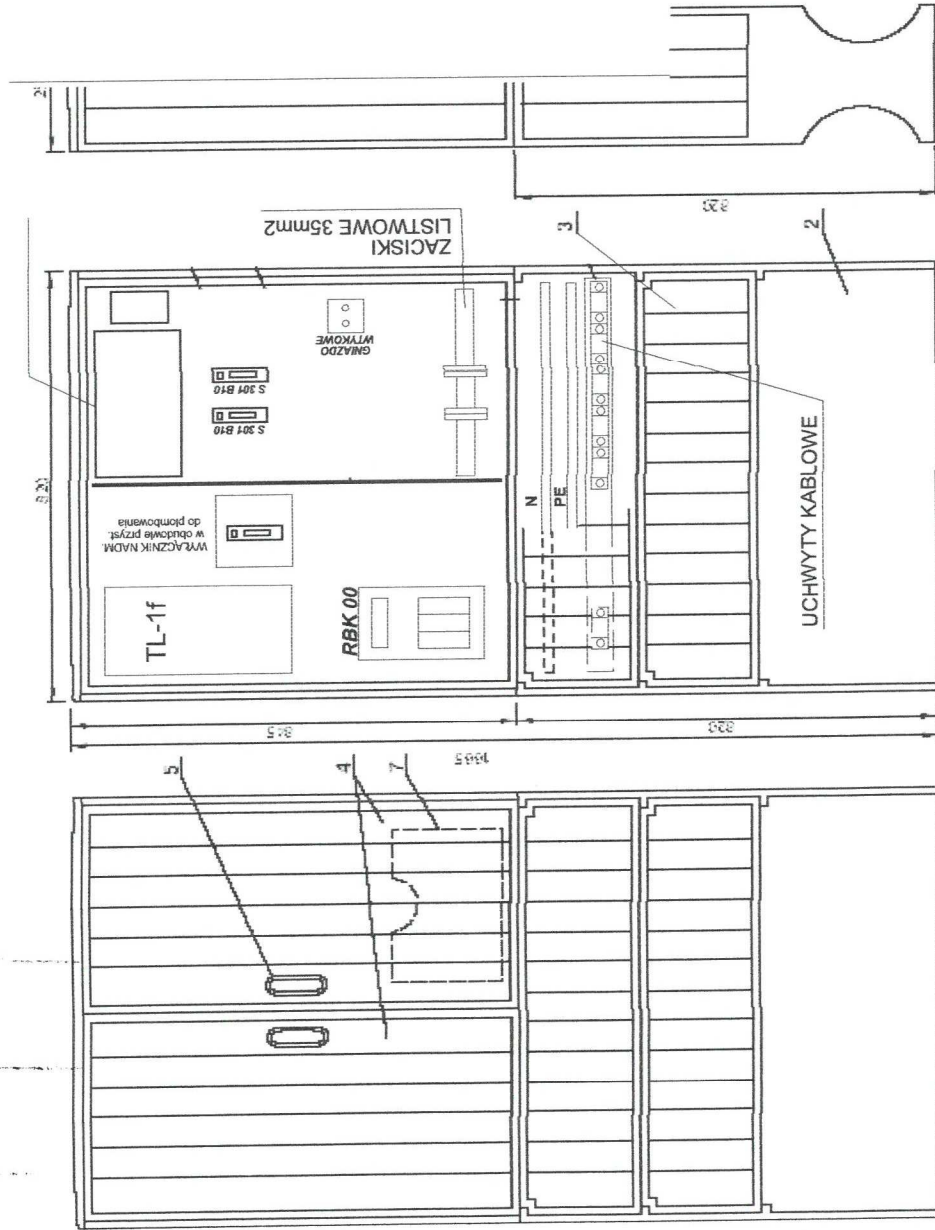 820
ZACISKI
LISTWOWE 35mm2
GNIAZDO
WTYKOWE
S 301 B10
S 301 B10
WYŁĄCZNIK NADM.
w obudowie przyst.
do plombowania
TL-1f
RBK 00
N
PE
3
2
UCHWYTY KABLOWE
820
845
820
1665
5
4
7